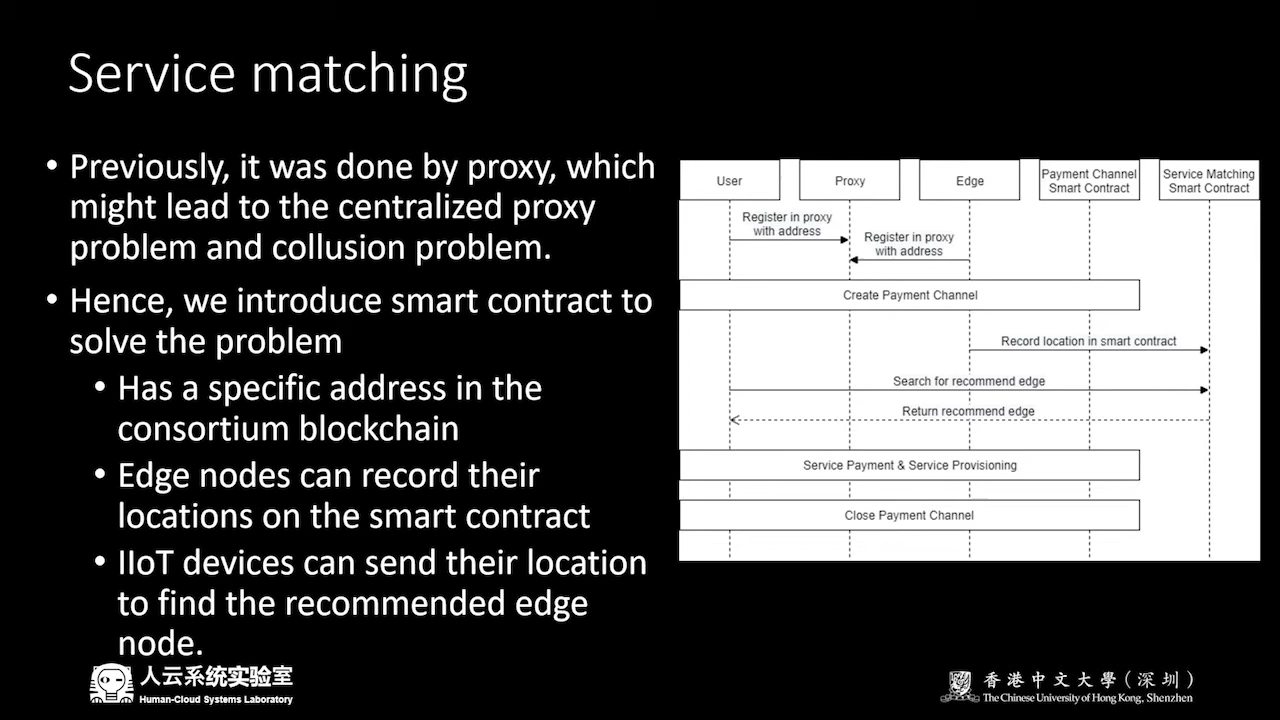 Service matching
• Previously, it was done by proxy, which
might lead to the centralized proxy
problem and collusion problem.
• Hence, we introduce smart contract to
solve the problem
• Has a specific address in the
consortium blockchain
• Edge nodes can record their
locations on the smart contract
• IIoT devices can send their location
to find the recommended edge
node.
User
Proxy
Edge
Payment Channel
Smart Contract
Service Matching
Smart Contract
Register in proxy
with address
Register in proxy
with address
Create Payment Channel
Record location in smart contract
Search for recommend edge
Return recommend edge
Service Payment & Service Provisioning
Close Payment Channel
人云系统实验室
Human-Cloud Systems Laboratory
香港中文大學(深圳)
The Chinese University of Hong Kong, Shenzhen